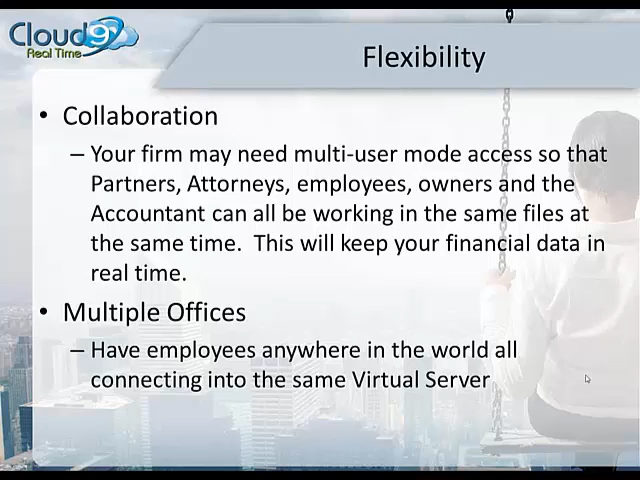 Cloud9
Real Time
Flexibility
• Collaboration
– Your firm may need multi-user mode access so that
Partners, Attorneys, employees, owners and the
Accountant can all be working in the same files at
the same time.  This will keep your financial data in
real time.
• Multiple Offices
– Have employees anywhere in the world all
connecting into the same Virtual Server